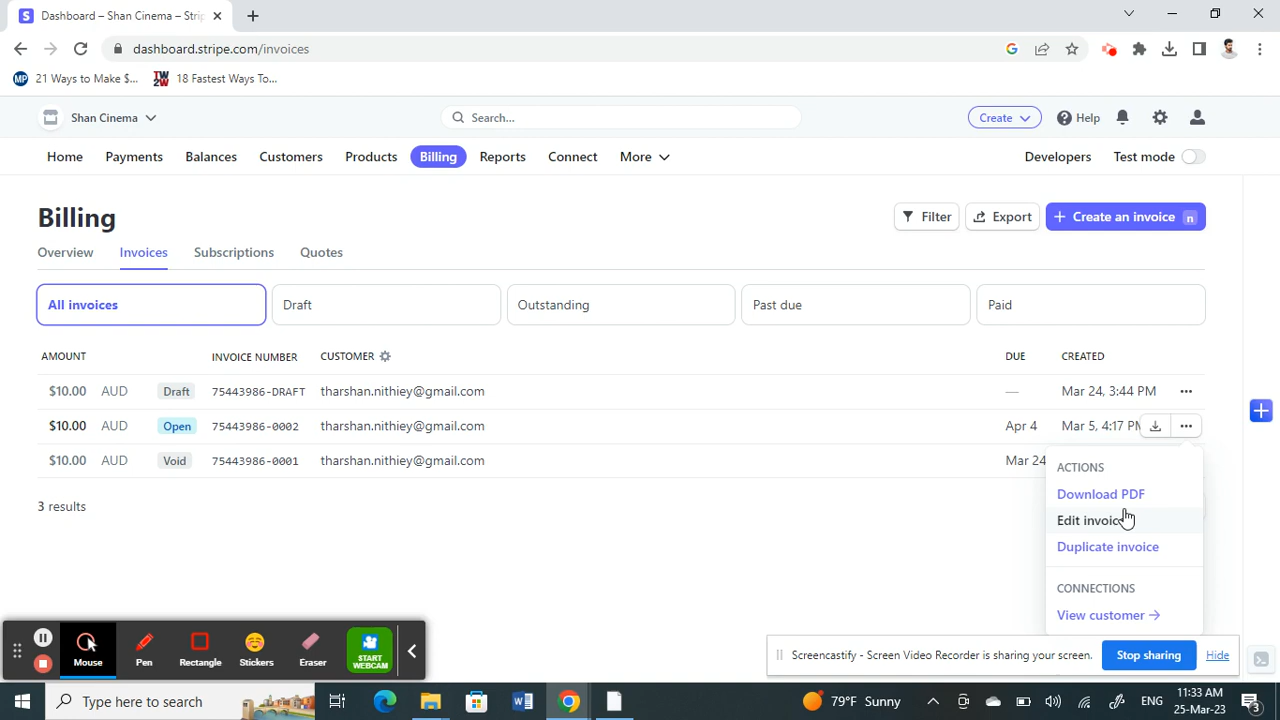 Dashboard – Shan Cinema – Stri
dashboard.stripe.com/invoices
21 Ways to Make $...
18 Fastest Ways To...
Shan Cinema
Search...
Create
Help
Home
Payments
Balances
Customers
Products
Billing
Reports
Connect
More
Developers
Test mode
Billing
Filter
Export
Create an invoice n
Overview
Invoices
Subscriptions
Quotes
All invoices
Draft
Outstanding
Past due
Paid
AMOUNT INVOICE NUMBER CUSTOMER DUE CREATED
$10.00 AUD Draft 75443986-DRAFT tharshan.nithiey@gmail.com — Mar 24, 3:44 PM
$10.00 AUD Open 75443986-0002 tharshan.nithiey@gmail.com Apr 4 Mar 5, 4:17 PM
$10.00 AUD Void 75443986-0001 tharshan.nithiey@gmail.com Mar 24
3 results
ACTIONS
Download PDF
Edit invoice
Duplicate invoice
CONNECTIONS
View customer
Mouse
Pen
Rectangle
Stickers
Eraser
START
WEBCAM
Screencastify - Screen Video Recorder is sharing your screen.
Stop sharing
Hide
Type here to search
79°F Sunny
ENG
11:33 AM
25-Mar-23
3